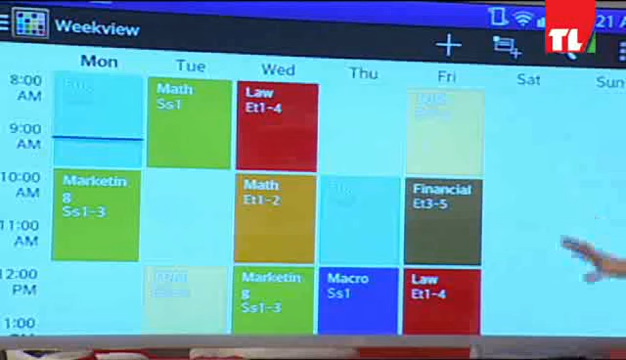 Weekview
21 A
TL
Mon Tue Wed Thu Fri Sat Sun
8:00
AM
Math
Ss1
Law
Et1-4
9:00
AM
10:00
AM
Marketin
g
Ss1-3
Math
Et1-2
Financial
Et3-5
11:00
AM
12:00
PM
Marketin
g
Ss1-3
Macro
Ss1
Law
Et1-4
1:00